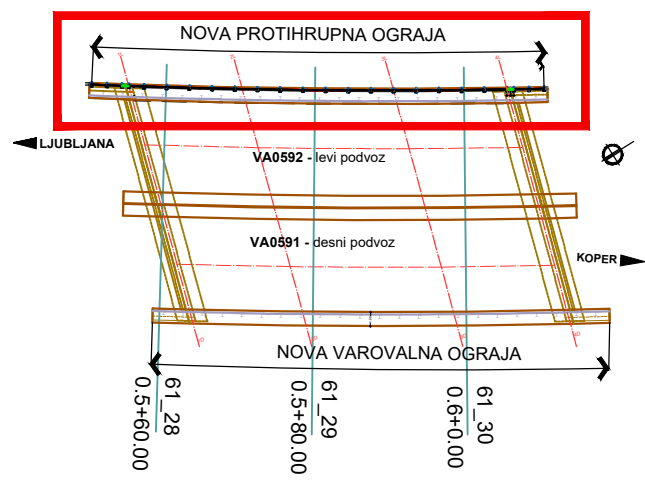 NOVA PROTIHRUPNA OGRAJA
LJUBLJANA
VA0592 - levi podvoz
VA0591 - desni podvoz
KOPER
NOVA VAROVALNA OGRAJA
61_28
0.5+60.00
61_29
0.5+80.00
61_30
0.6+0.00